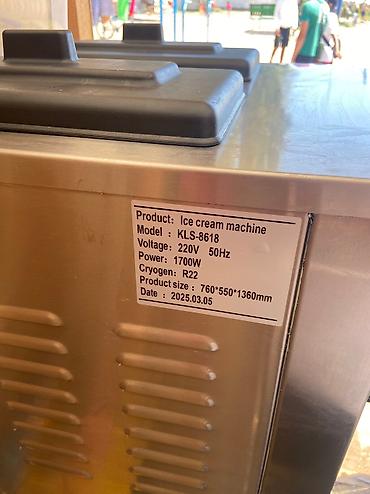 Product: Ice cream machine
Model : KLS-8618
Voltage: 220V 50Hz
Power: 1700W
Cryogen: R22
Product size : 760*550*1360mm
Date : 2025.03.05